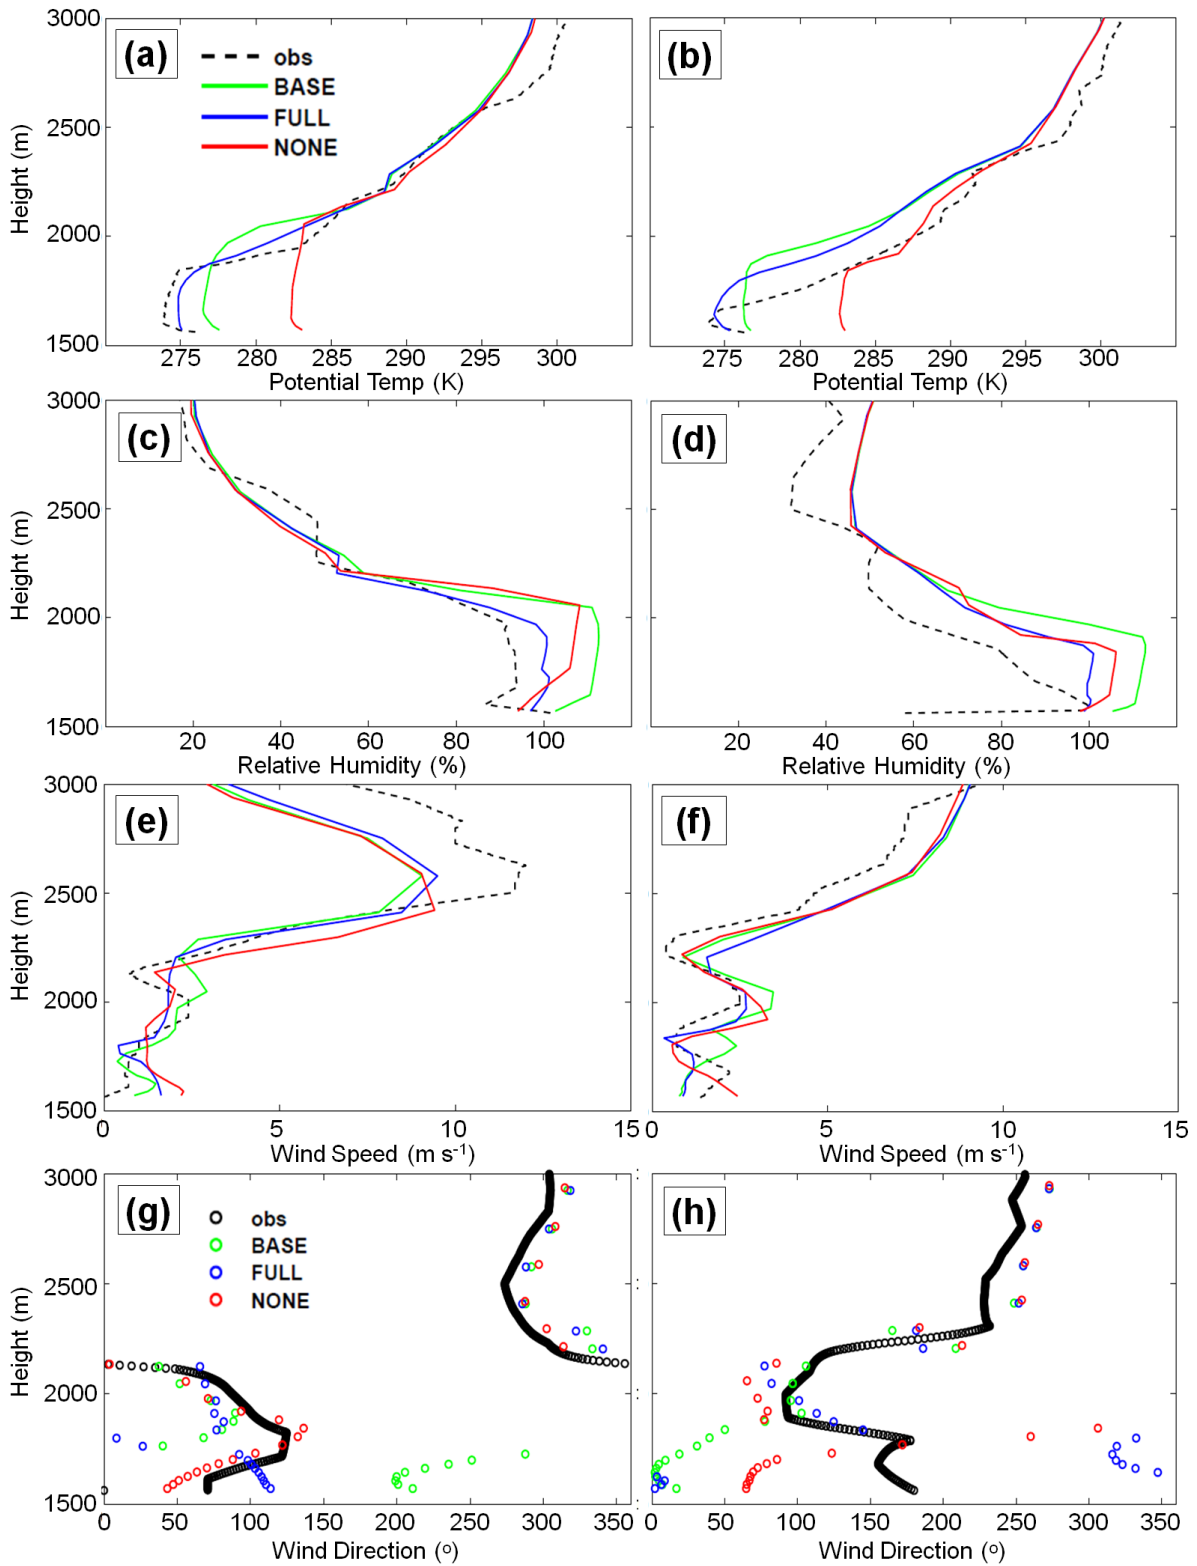 3000
2500
2000
1500
Height (m)
(a)
obs
BASE
FULL
NONE
275 280 285 290 295 300
Potential Temp (K)
(b)
275 280 285 290 295 300
Potential Temp (K)
3000
2500
2000
1500
Height (m)
(c)
20 40 60 80 100
Relative Humidity (%)
(d)
20 40 60 80 100
Relative Humidity (%)
3000
2500
2000
1500
Height (m)
(e)
0 5 10 15
Wind Speed (m s-1)
(f)
0 5 10 15
Wind Speed (m s-1)
3000
2500
2000
1500
Height (m)
(g)
obs
BASE
FULL
NONE
0 50 100 150 200 250 300 350
Wind Direction (o)
(h)
0 50 100 150 200 250 300 350
Wind Direction (o)